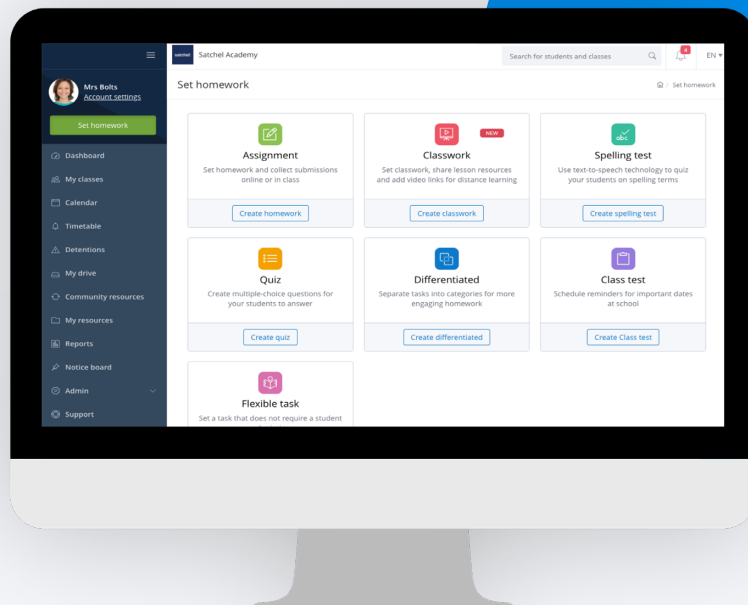 satchel
Satchel Academy
Search for students and classes
4
EN
Mrs Bolts
Account settings
Set homework
Dashboard
My classes
Calendar
Timetable
Detentions
My drive
Community resources
My resources
Reports
Notice board
Admin
Support
Set homework
/ Set homework
Assignment
Set homework and collect submissions
online or in class
Create homework
NEW
Classwork
Set classwork, share lesson resources
and add video links for distance learning
Create classwork
abc
Spelling test
Use text-to-speech technology to quiz
your students on spelling terms
Create spelling test
Quiz
Create multiple-choice questions for
your students to answer
Create quiz
Differentiated
Separate tasks into categories for more
engaging homework
Create differentiated
Class test
Schedule reminders for important dates
at school
Create Class test
Flexible task
Set a task that does not require a student